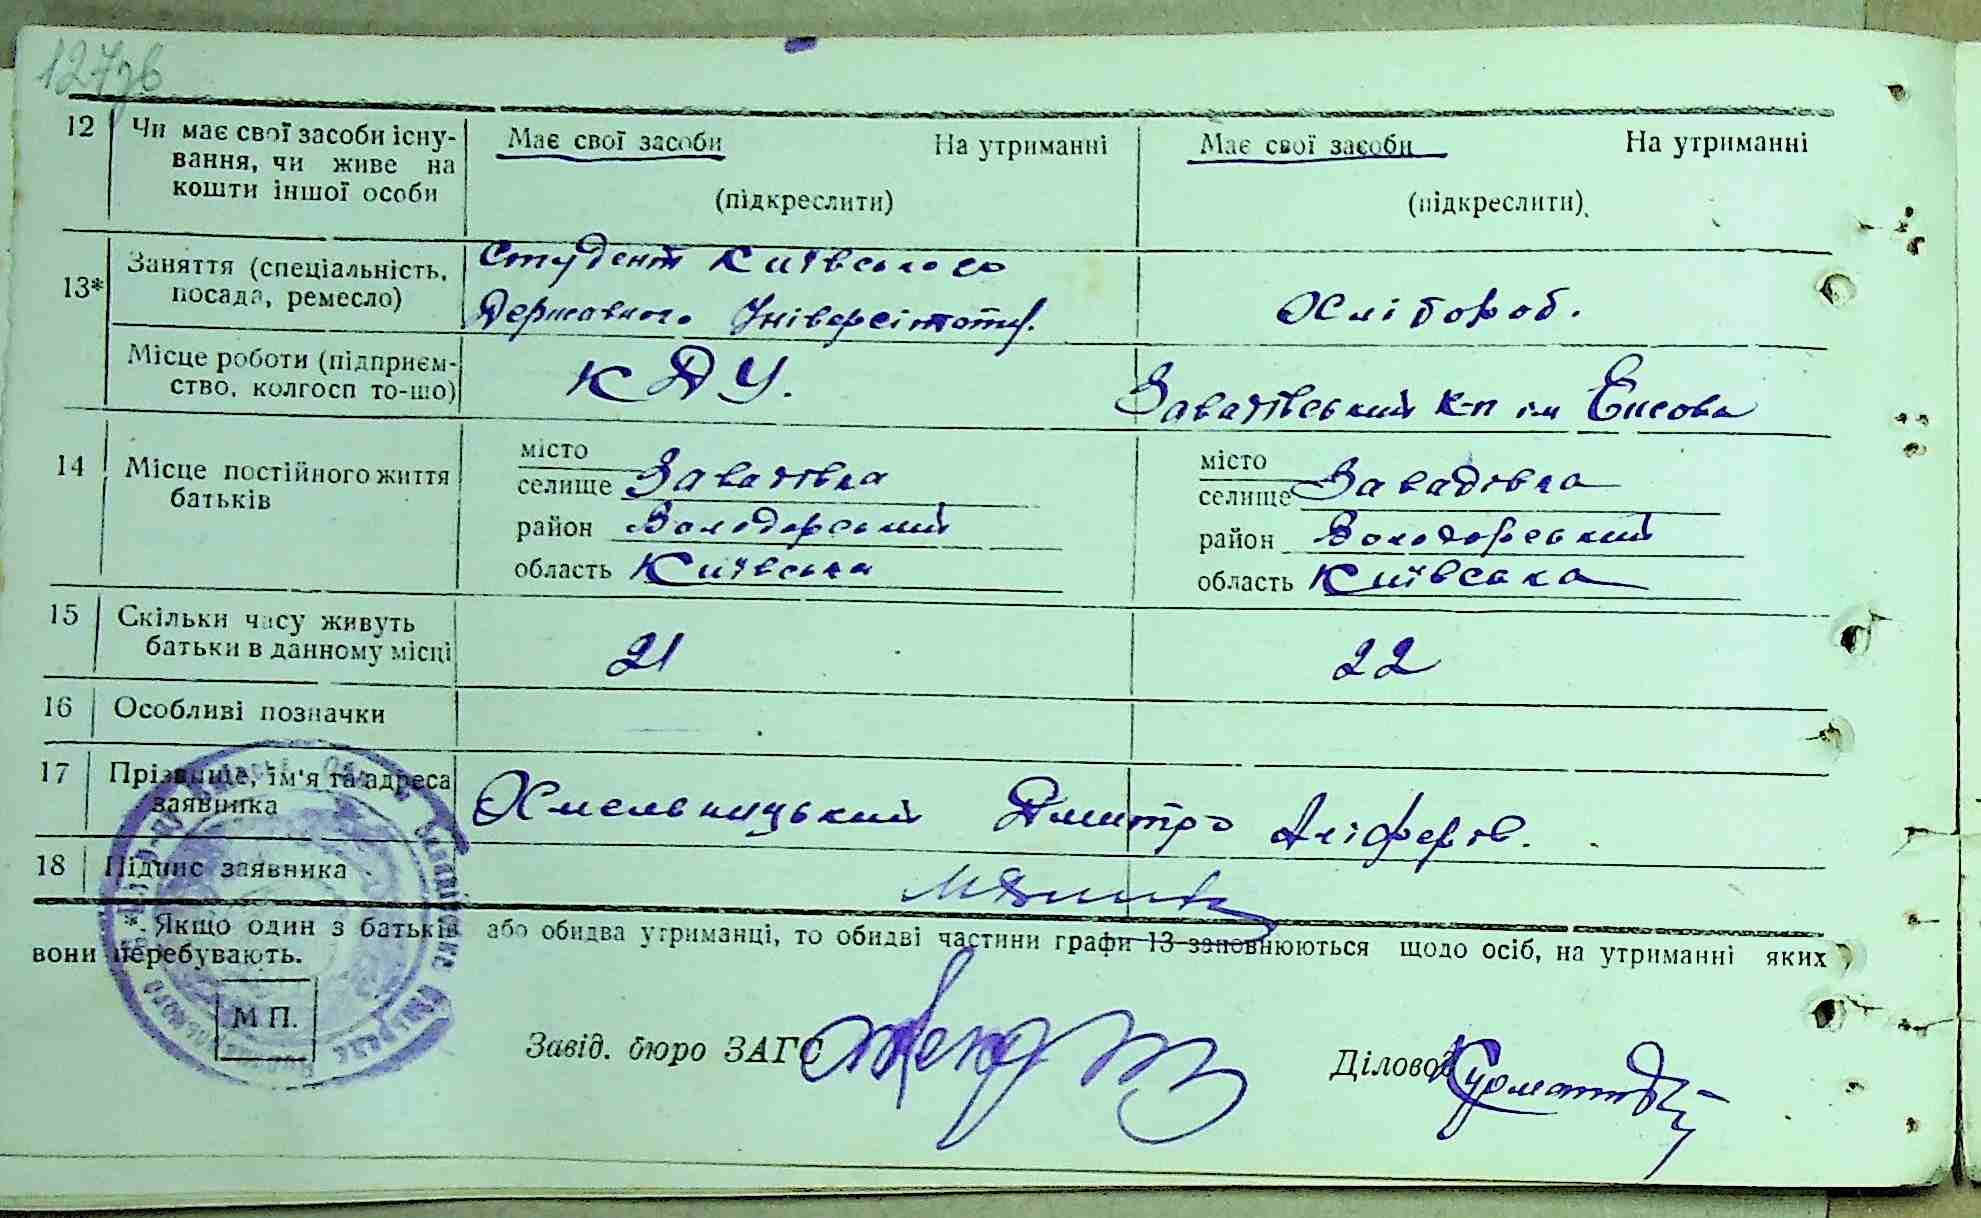 127зв
12 Чи має свої засоби існу- Має свої засоби На утриманні Має свої засоби На утриманні
вання, чи живе на
кошти іншої особи (підкреслити) (підкреслити)
Студент Київського
13* Заняття (спеціальність,
посада, ремесло) Державного Універсітоту. Хлібороб.
Місце роботи (підприєм- КДУ. Завадівський к-п ім
ство, колгосп то-що)
місто місто
14 Місце постійного життя селище Завадівка селище Завадівка
батьків район Володарський район Володарський
область Київська область Київська
15 Скільки часу живуть
батьки в данному місці 21 22
16 Особливі позначки
17 Прізвище, ім'я та адреса
заявника Хмельницький Дмитро Аліферов.
18 Підпис заявника
*. Якщо один з батьків або обидва утриманці, то обидві частини графи 13 заповнюються щодо осіб, на утриманні яких
вони перебувають.
М П.
Завід. бюро ЗАГС Діловод